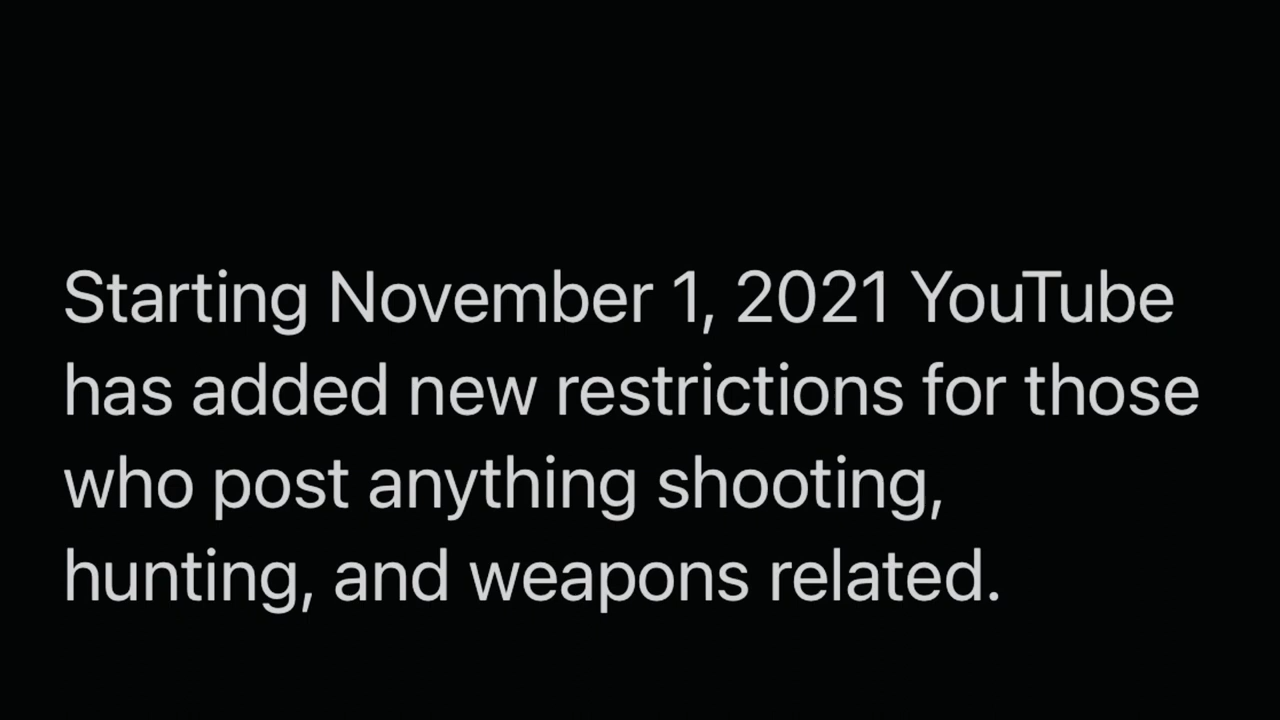 Starting November 1, 2021 YouTube
has added new restrictions for those
who post anything shooting,
hunting, and weapons related.